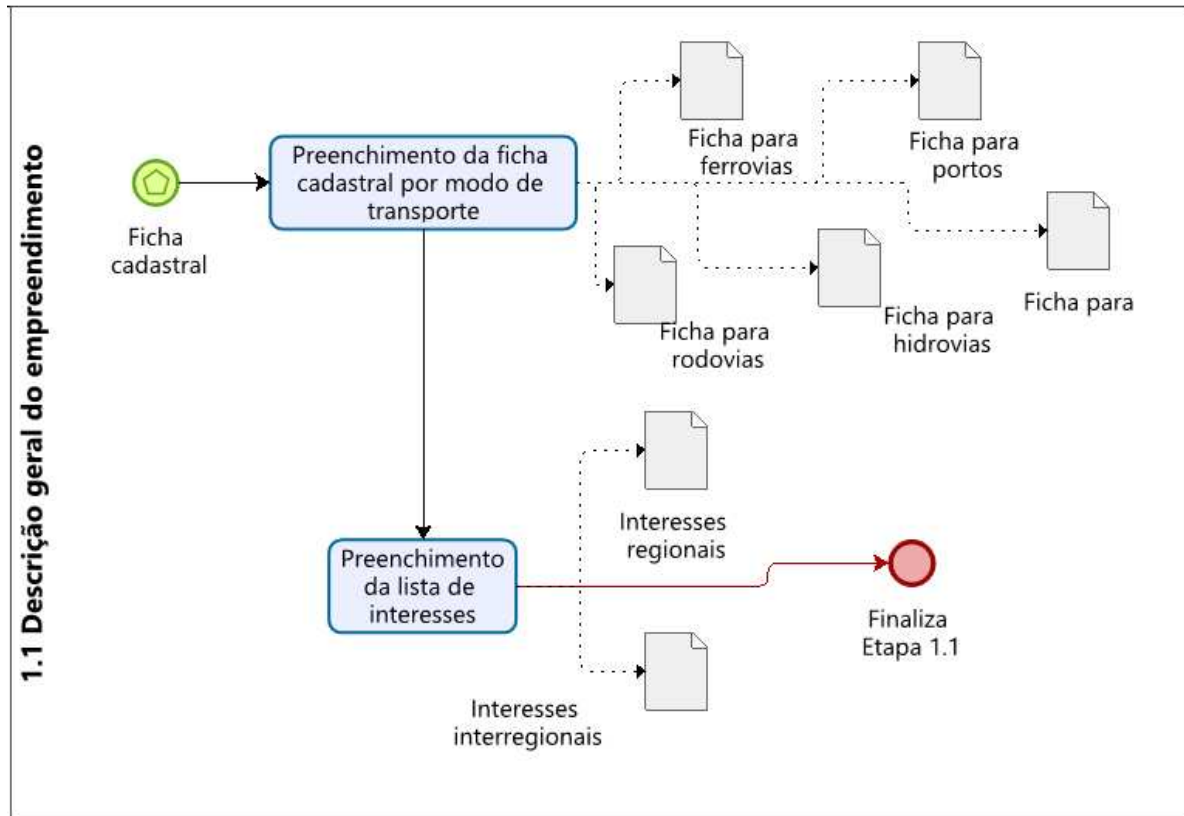 1.1 Descrição geral do empreendimento
Ficha
cadastral
Preenchimento da ficha
cadastral por modo de
transporte
Ficha para
ferrovias
Ficha para
portos
Ficha para
rodovias
Ficha para
hidrovias
Ficha para
Preenchimento
da lista de
interesses
Interesses
regionais
Interesses
interregionais
Finaliza
Etapa 1.1